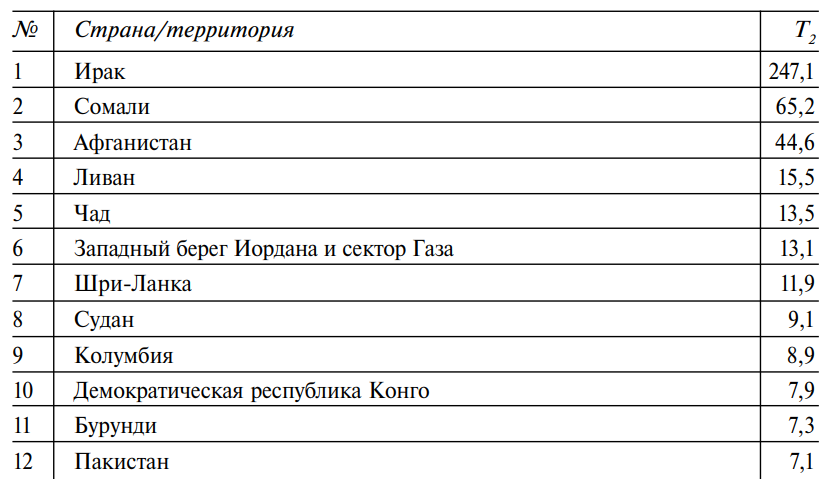 № Страна/территория T2
1 Ирак 247,1
2 Сомали 65,2
3 Афганистан 44,6
4 Ливан 15,5
5 Чад 13,5
6 Западный берег Иордана и сектор Газа 13,1
7 Шри-Ланка 11,9
8 Судан 9,1
9 Колумбия 8,9
10 Демократическая республика Конго 7,9
11 Бурунди 7,3
12 Пакистан 7,1